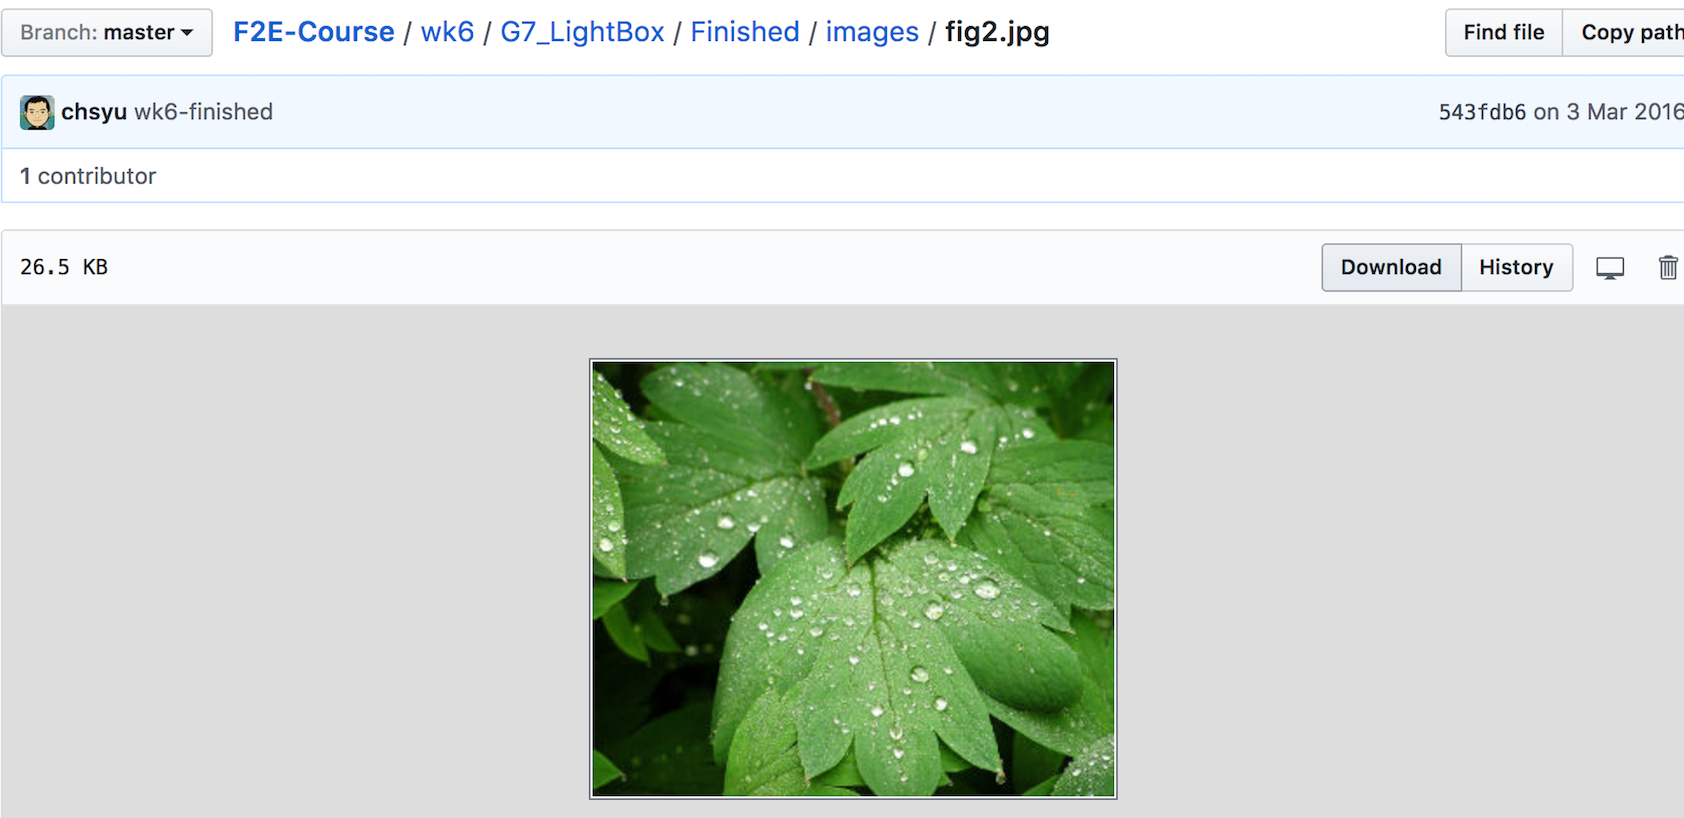 Branch: master F2E-Course / wk6 / G7_LightBox / Finished / images / fig2.jpg Find file Copy path
chsyu wk6-finished 543fdb6 on 3 Mar 2016
1 contributor
26.5 KB Download History